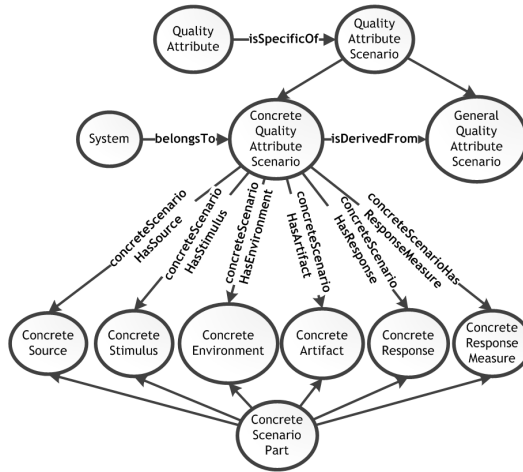 Quality
Attribute
isSpecificOf
Quality
Attribute
Scenario
System
belongsTo
Concrete
Quality
Attribute
Scenario
isDerivedFrom
General
Quality
Attribute
Scenario
concreteScenario
HasSource
concreteScenario
HasStimulus
concreteScenario
HasEnvironment
concreteScenario
HasArtifact
concreteScenario
HasResponse
concreteScenarioHas
ResponseMeasure
Concrete
Source
Concrete
Stimulus
Concrete
Environment
Concrete
Artifact
Concrete
Response
Concrete
Response
Measure
Concrete
Scenario
Part